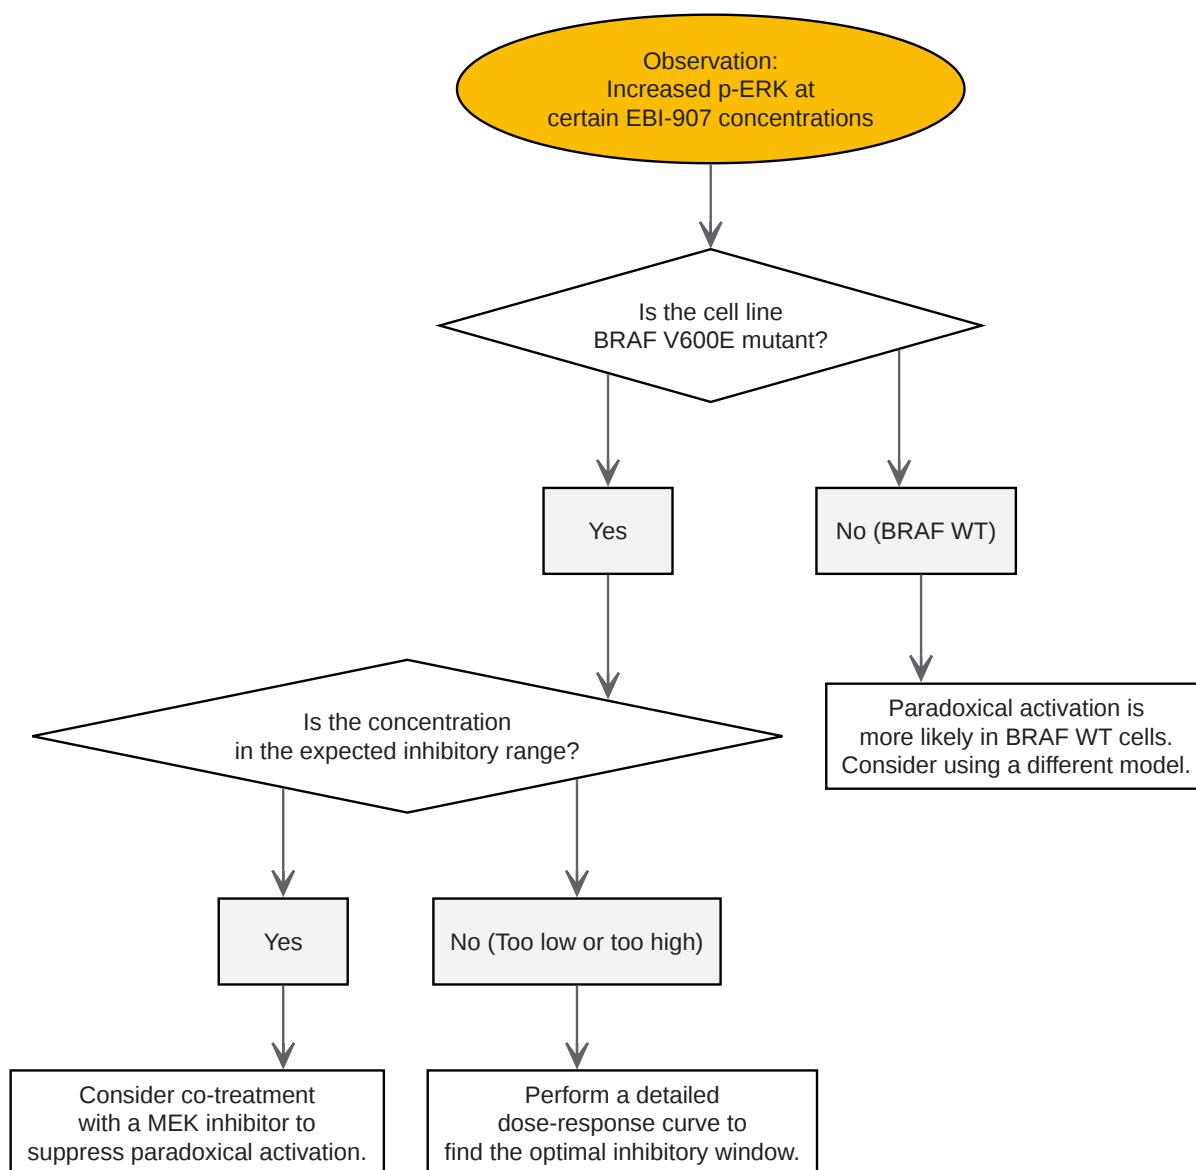 Observation:
Increased p-ERK at
certain EBI-907 concentrations
Is the cell line
BRAF V600E mutant?
Yes
No (BRAF WT)
Is the concentration
in the expected inhibitory range?
Paradoxical activation is
more likely in BRAF WT cells.
Consider using a different model.
Yes
No (Too low or too high)
Consider co-treatment
with a MEK inhibitor to
suppress paradoxical activation.
Perform a detailed
dose-response curve to
find the optimal inhibitory window.